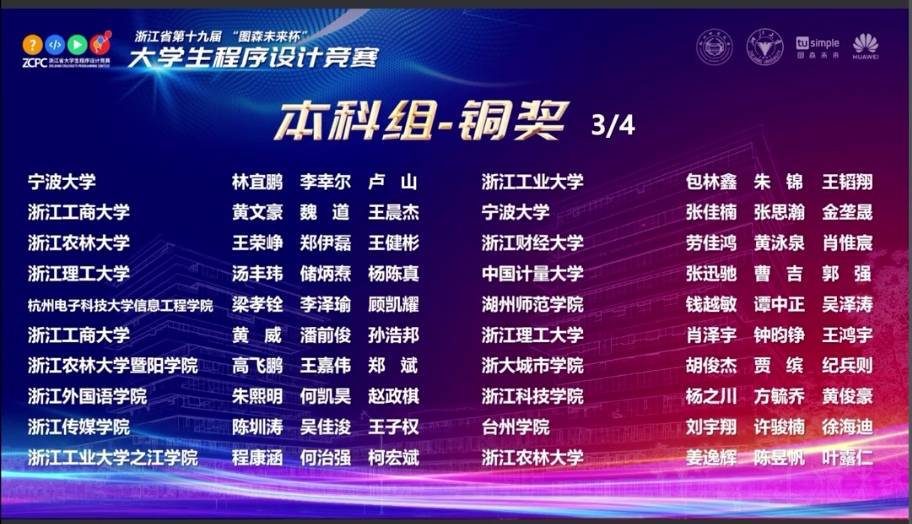 浙江省第十九届 “图森未来杯”
大学生程序设计竞赛
ZCPC 浙江省大学生程序设计竞赛
tu simple
图森未来
HUAWEI
本科组-铜奖 3/4
宁波大学 林宜鹏 李幸尔 卢 山
浙江工商大学 黄文豪 魏 道 王晨杰
浙江农林大学 王荣峥 郑伊磊 王健彬
浙江理工大学 汤丰玮 储炳焘 杨陈真
杭州电子科技大学信息工程学院 梁孝铨 李泽瑜 顾凯耀
浙江工商大学 黄 威 潘前俊 孙浩邦
浙江农林大学暨阳学院 高飞鹏 王嘉伟 郑 斌
浙江外国语学院 朱熙明 何凯昊 赵政棋
浙江传媒学院 陈圳涛 吴佳浚 王子权
浙江工业大学之江学院 程康涵 何治强 柯宏斌
浙江工业大学 包林鑫 朱 锦 王韬翔
宁波大学 张佳楠 张思瀚 金垄晟
浙江财经大学 劳佳鸿 黄泳泉 肖惟宸
中国计量大学 张迅驰 曹 吉 郭 强
湖州师范学院 钱越敏 谭中正 吴泽涛
浙江理工大学 肖泽宇 钟昀铮 王鸿宇
浙大城市学院 胡俊杰 贾 缤 纪兵则
浙江科技学院 杨之川 方毓乔 黄俊豪
台州学院 刘宇翔 许骏楠 徐海迪
浙江农林大学 姜逸辉 陈昱帆 叶露仁